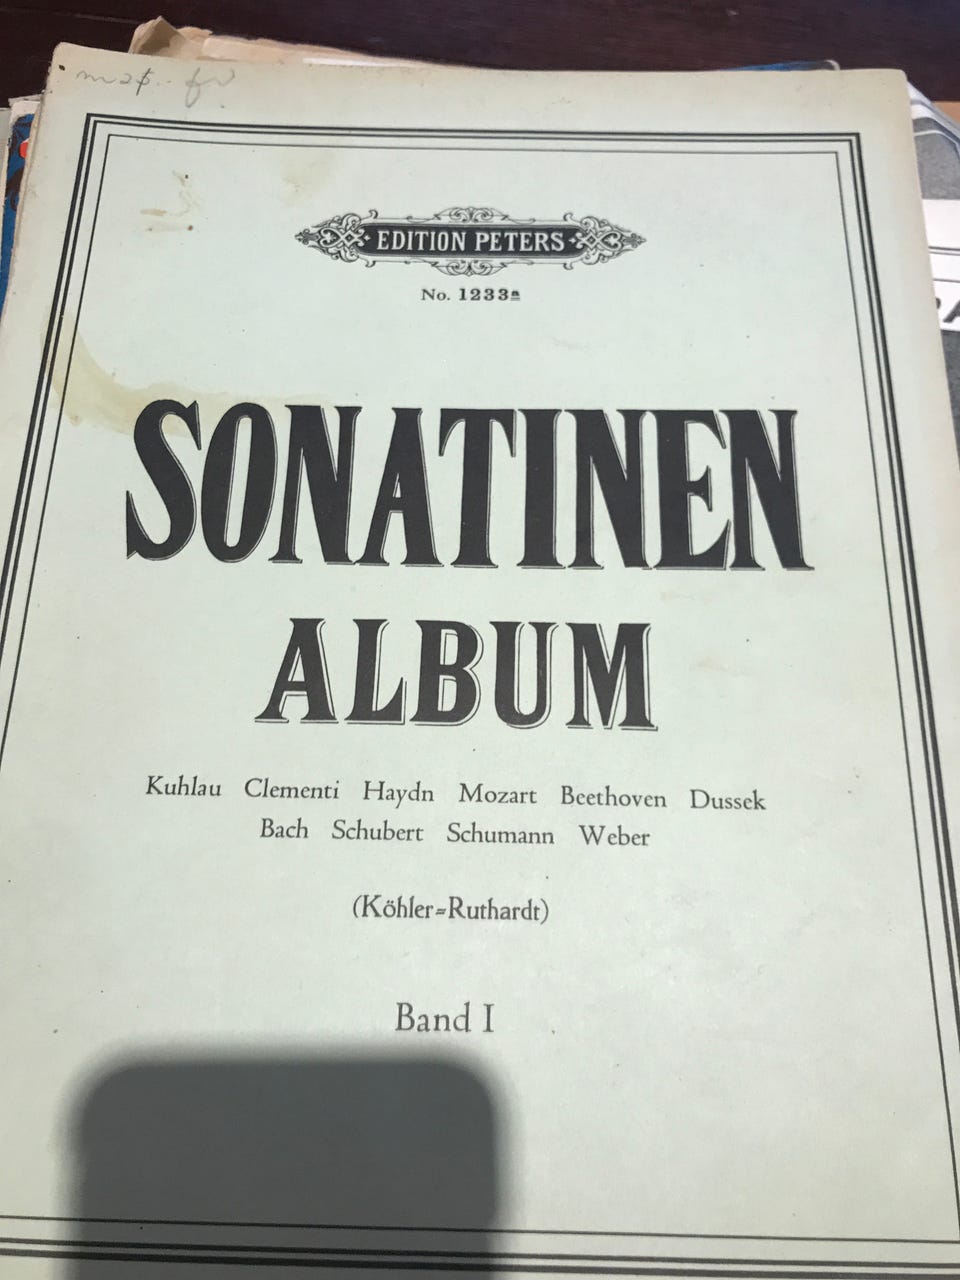 EDITION PETERS
No. 1233a
SONATINEN
ALBUM
Kuhlau Clementi Haydn Mozart Beethoven Dussek
Bach Schubert Schumann Weber
(Köhler=Ruthardt)
Band I